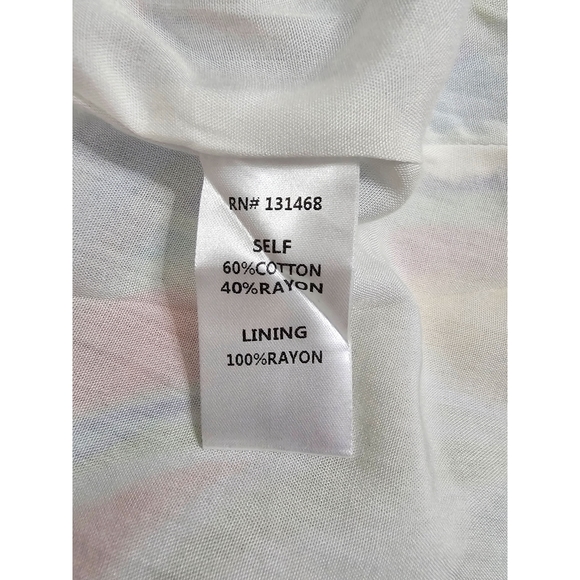 RN# 131468
SELF
60%COTTON
40%RAYON
LINING
100%RAYON